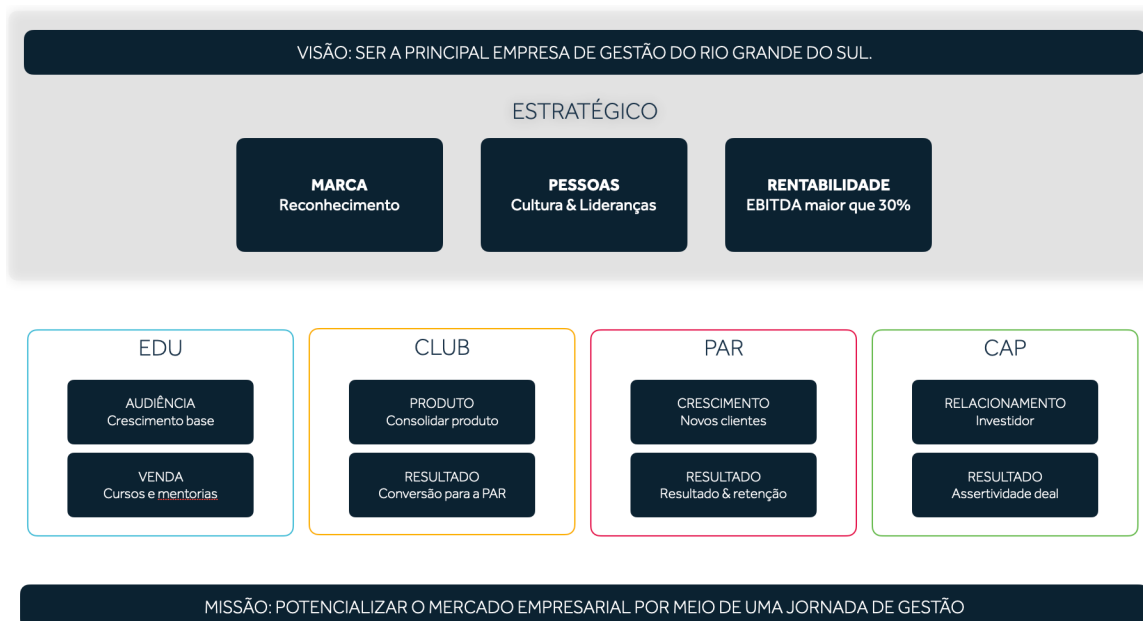 VISÃO: SER A PRINCIPAL EMPRESA DE GESTÃO DO RIO GRANDE DO SUL.
ESTRATÉGICO
MARCA
Reconhecimento
PESSOAS
Cultura & Lideranças
RENTABILIDADE
EBITDA maior que 30%
EDU
AUDIÊNCIA
Crescimento base
VENDA
Cursos e mentorias
CLUB
PRODUTO
Consolidar produto
RESULTADO
Conversão para a PAR
PAR
CRESCIMENTO
Novos clientes
RESULTADO
Resultado & retenção
CAP
RELACIONAMENTO
Investidor
RESULTADO
Assertividade deal
MISSÃO: POTENCIALIZAR O MERCADO EMPRESARIAL POR MEIO DE UMA JORNADA DE GESTÃO